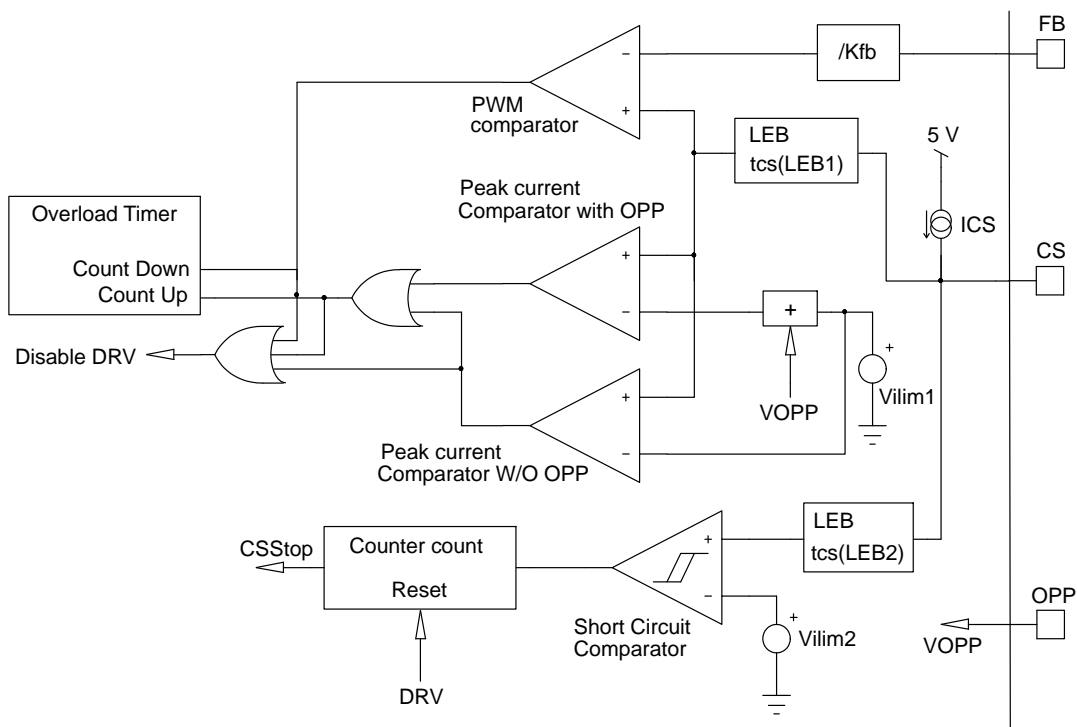 FB
/Kfb
−
+
PWM
comparator
LEB
tcs(LEB1)
5 V
ICS
CS
Peak current
Comparator with OPP
+
−
Overload Timer
Count Down
Count Up
+
+
Vilim1
VOPP
Disable DRV
+
−
Peak current
Comparator W/O OPP
LEB
tcs(LEB2)
+
−
CSStop
Counter count
Reset
Short Circuit
Comparator
+
Vilim2
OPP
VOPP
DRV